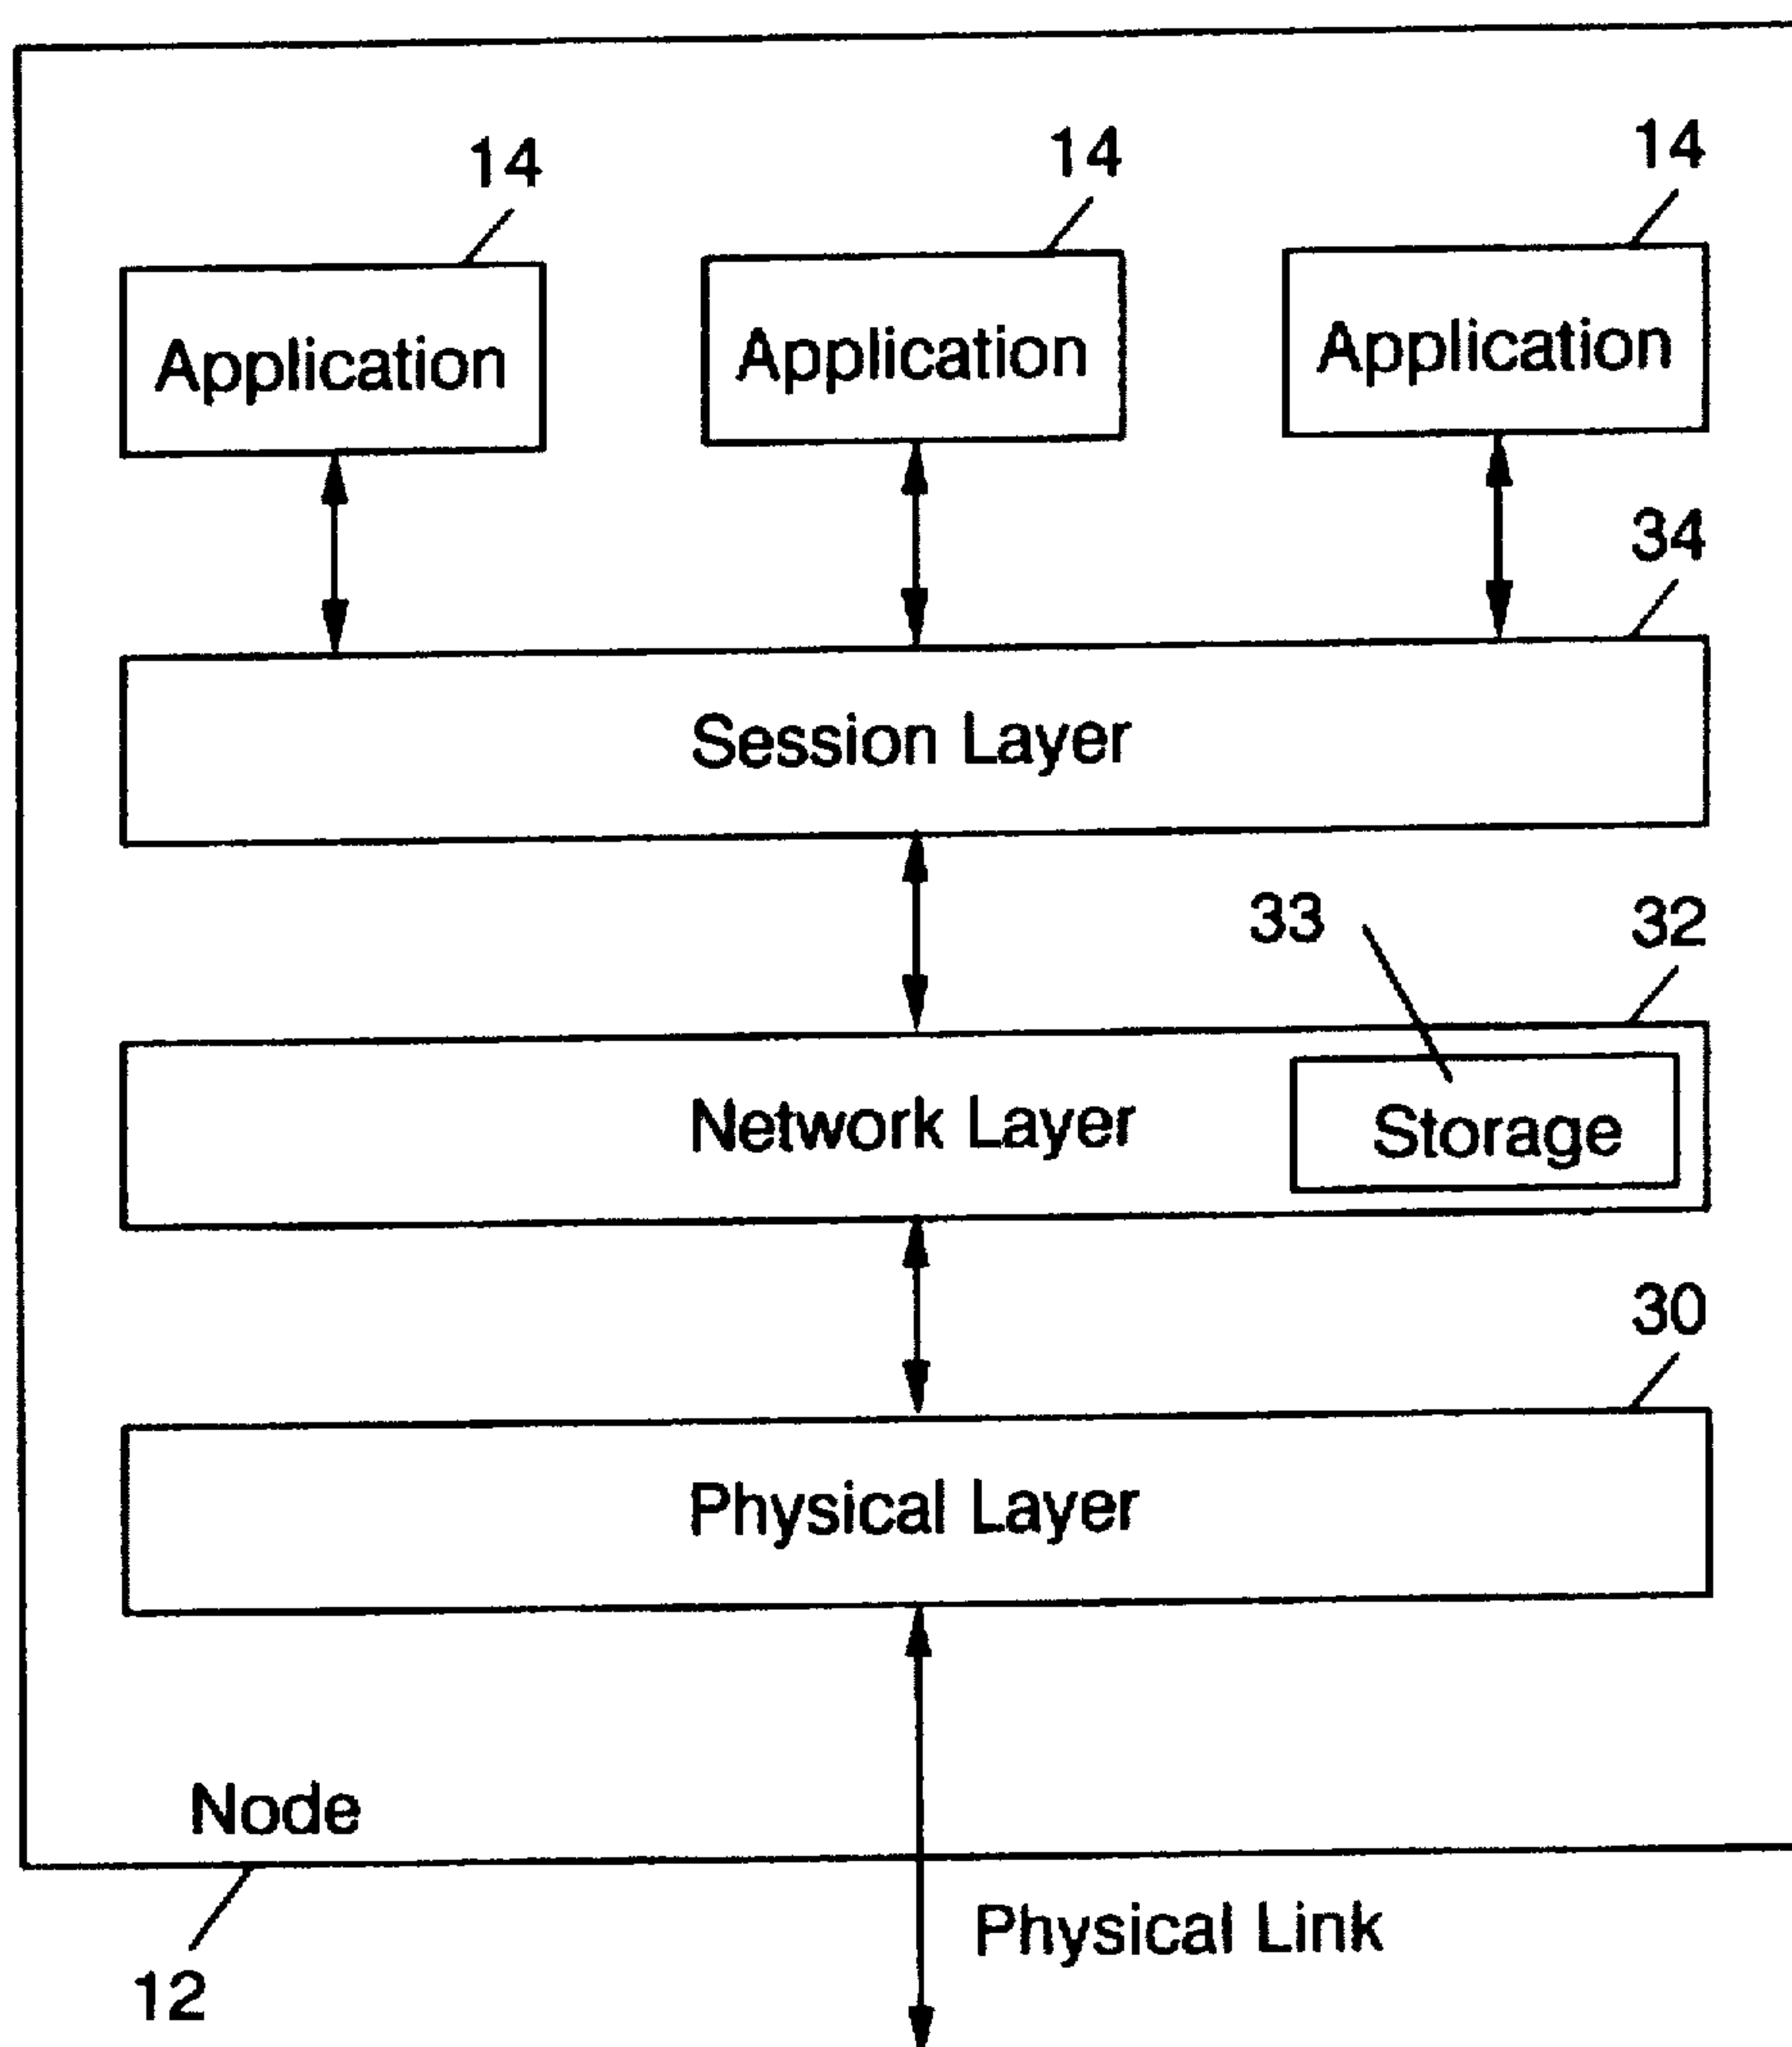 14
14
14
Application
Application
Application
34
Session Layer
33
32
Network Layer
Storage
30
Physical Layer
Node
Physical Link
12